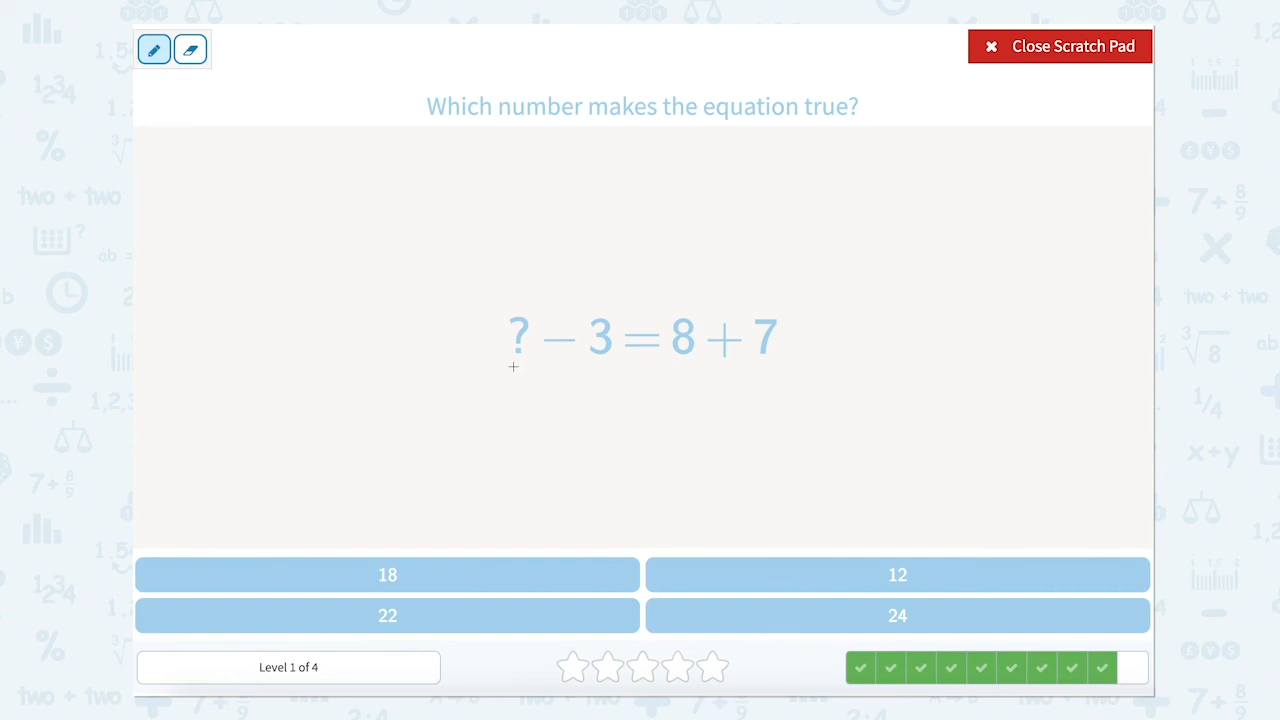 Close Scratch Pad
Which number makes the equation true?
? − 3 = 8 + 7
18
12
22
24
Level 1 of 4